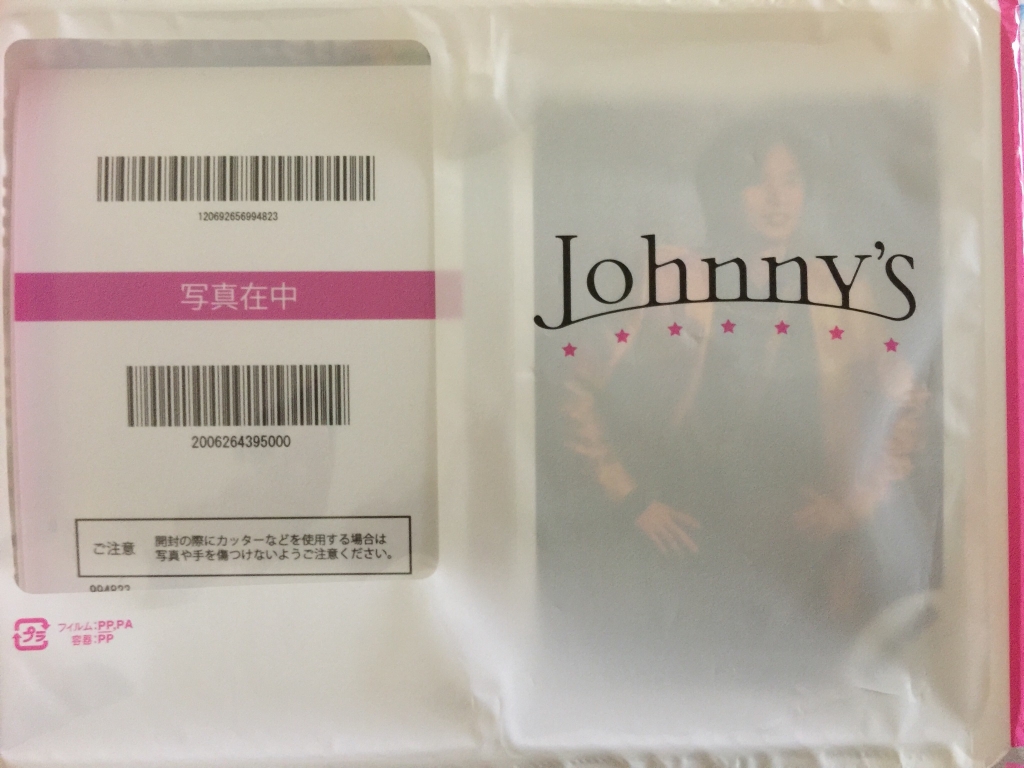 120692656994823
写真在中
2006264395000
ご注意
開封の際にカッターなどを使用する場合は
写真や手を傷つけないようご注意ください。
994823
プラ
フィルム:PP,PA
容器:PP
Johnny's